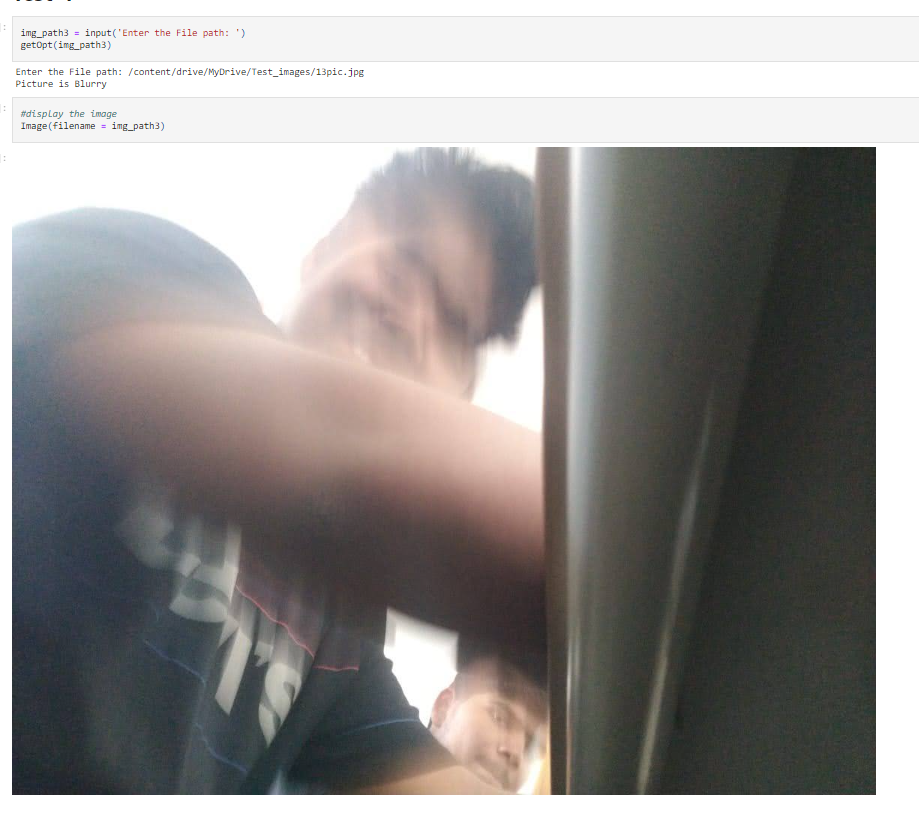 img_path3 = input('Enter the File path: ')
getOpt(img_path3)
Enter the File path: /content/drive/MyDrive/Test_images/13pic.jpg
Picture is Blurry
#display the image
Image(filename = img_path3)